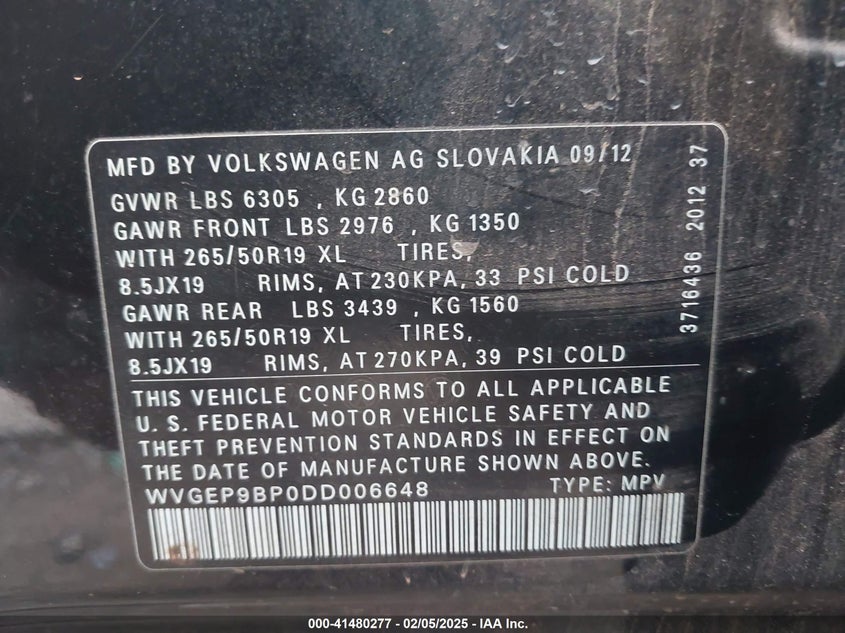 MFD BY VOLKSWAGEN AG SLOVAKIA 09/12
GVWR LBS 6305 , KG 2860
GAWR FRONT LBS 2976 , KG 1350
WITH 265/50R19 XL TIRES,
8.5JX19 RIMS, AT 230KPA, 33 PSI COLD
GAWR REAR LBS 3439 , KG 1560
WITH 265/50R19 XL TIRES,
8.5JX19 RIMS, AT 270KPA, 39 PSI COLD
THIS VEHICLE CONFORMS TO ALL APPLICABLE
U. S. FEDERAL MOTOR VEHICLE SAFETY AND
THEFT PREVENTION STANDARDS IN EFFECT ON
THE DATE OF MANUFACTURE SHOWN ABOVE.
WVGEP9BP0DD006648 TYPE: MPV
3716436 2012 37
000-41480277 - 02/05/2025 - IAA Inc.